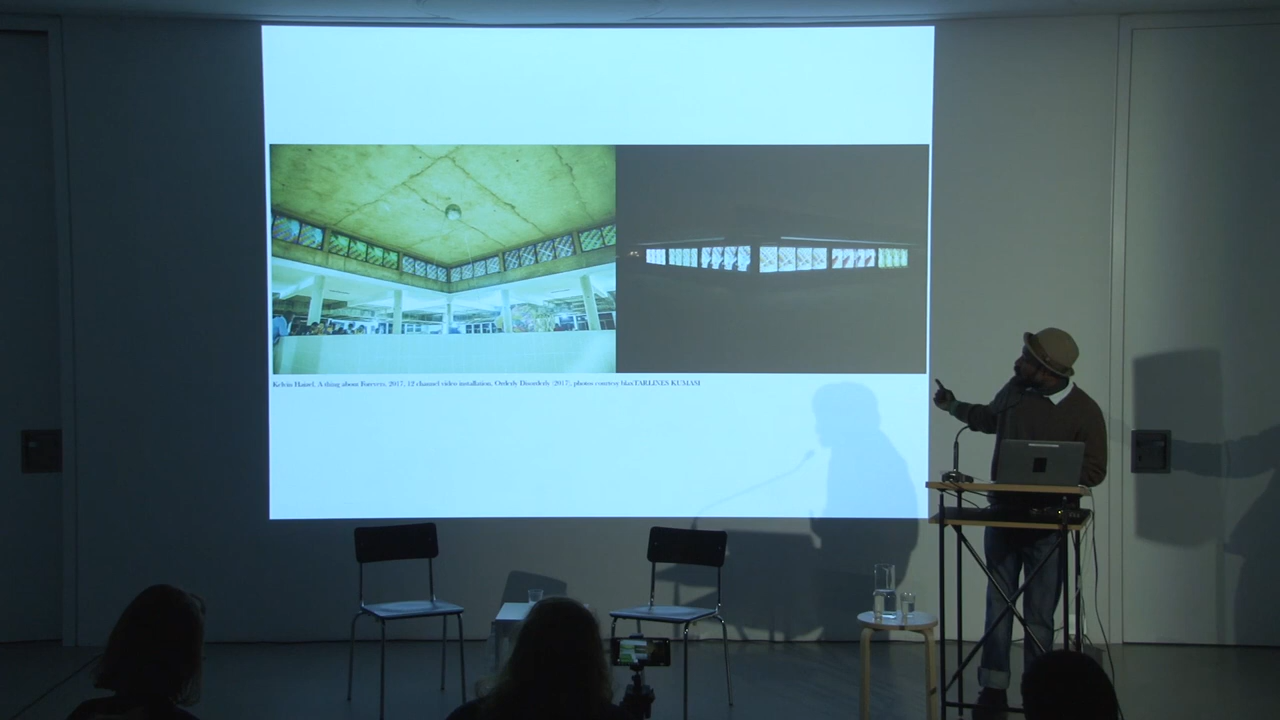 Kelvin Haizel, A thing about Forevers, 2017, 12 channel video installation, Orderly Disorderly (2017), photos courtesy blaxTARLINES KUMASI